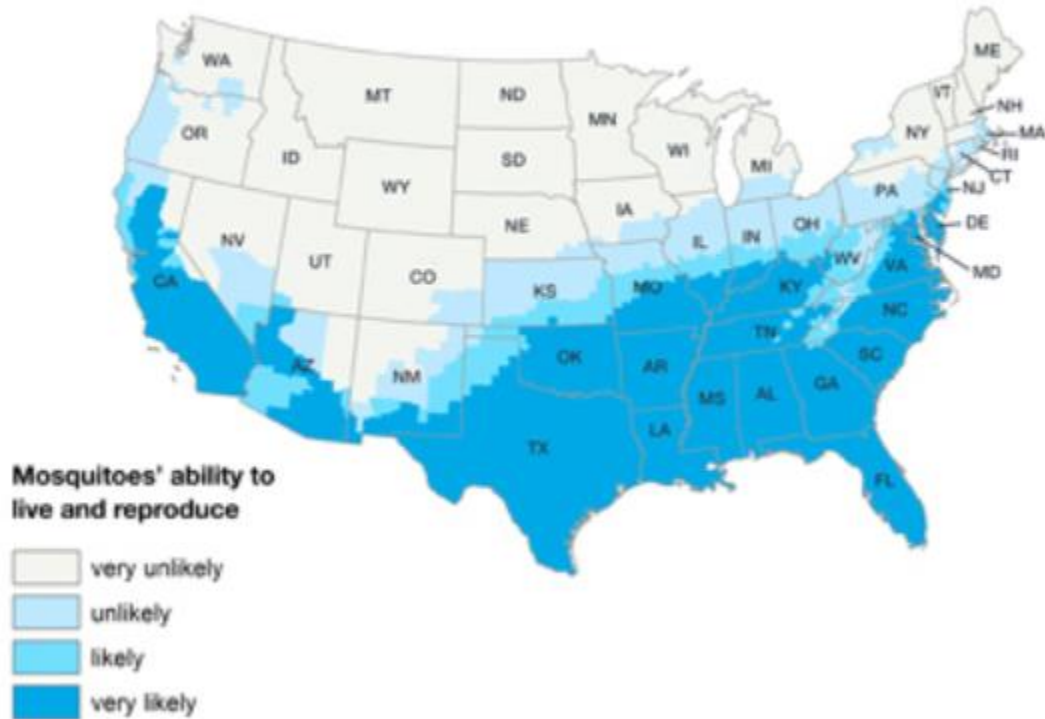 WA
MT
ND
MN
ME
VT
NH
MA
RI
CT
NY
WI
MI
OR
ID
SD
WY
IA
PA
NJ
NE
NV
UT
CO
IL
IN
OH
DE
MD
WV
VA
KS
MO
KY
CA
NC
TN
AZ
NM
OK
AR
SC
MS
AL
GA
LA
TX
FL
Mosquitoes' ability to
live and reproduce
very unlikely
unlikely
likely
very likely